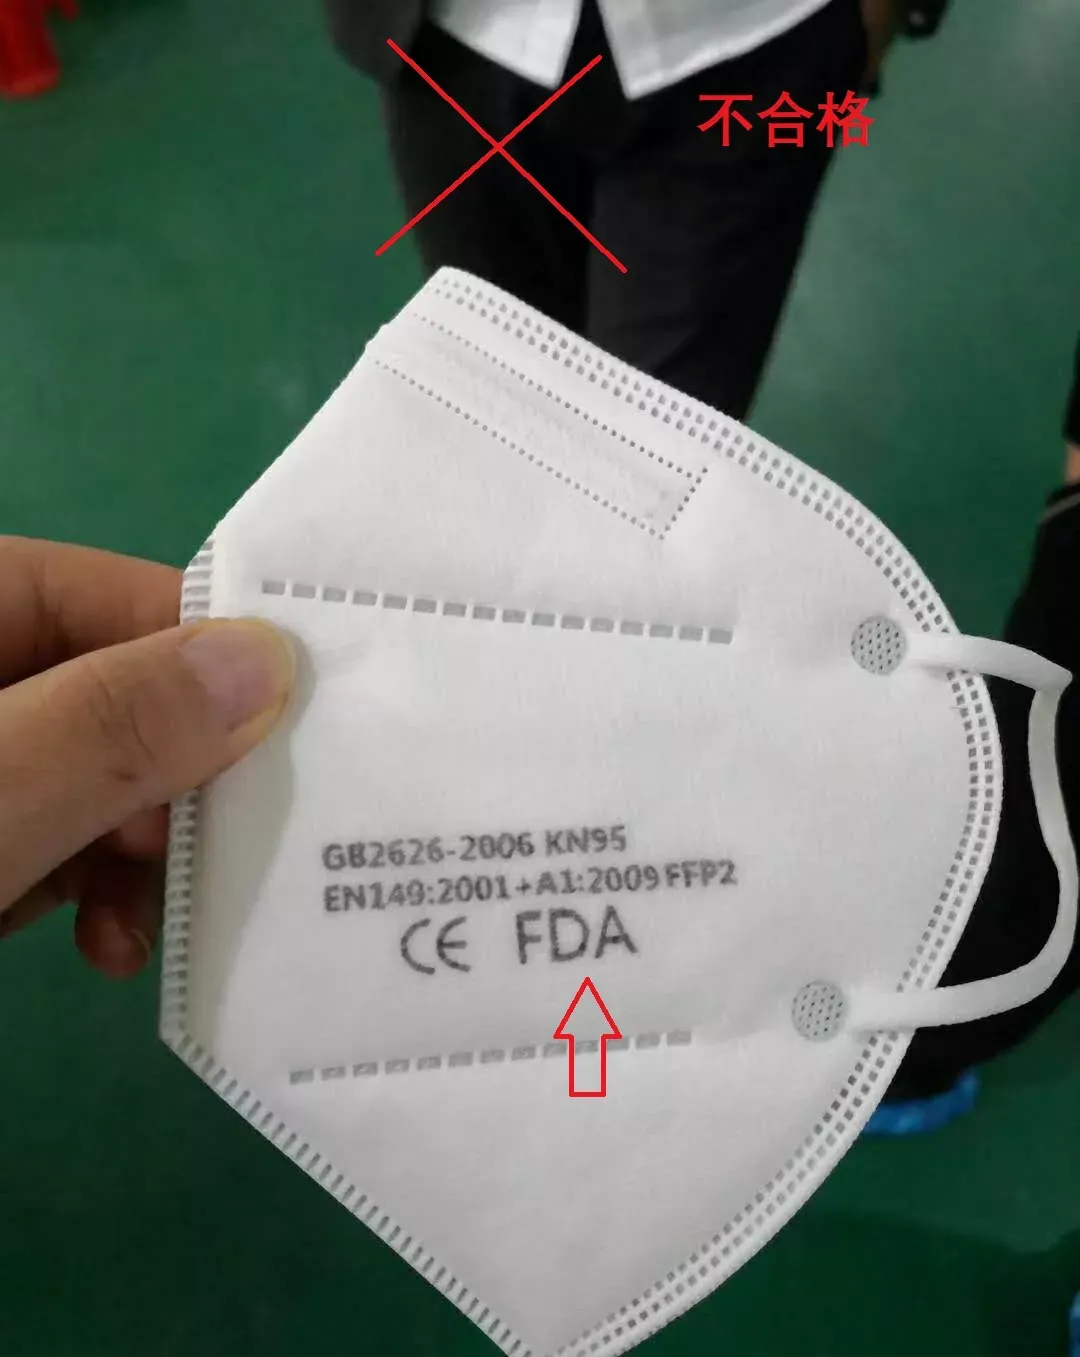 不合格
GB2626-2006 KN95
EN149:2001+A1:2009 FFP2
CE FDA